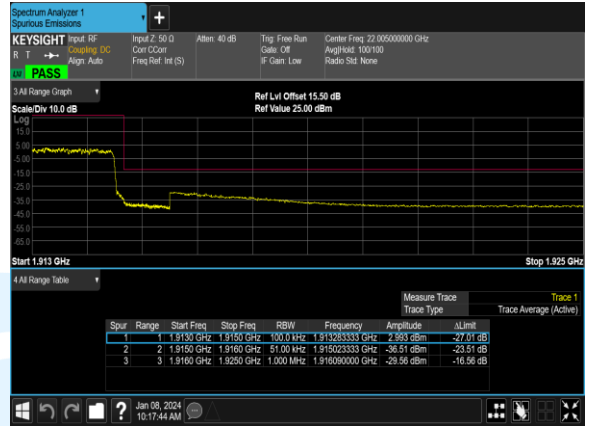 Spectrum Analyzer 1
Spurious Emissions
KEYSIGHT Input: RF Input Z: 50 Ω Atten: 40 dB Trig: Free Run Center Freq: 22.005000000 GHz
R T Coupling: DC Corr CCorr Gate: Off Avg|Hold: 100/100
Align: Auto Freq Ref: Int (S) IF Gain: Low Radio Std: None
LW PASS
3 All Range Graph
Ref Lvl Offset 15.50 dB
Scale/Div 10.0 dB Ref Value 25.00 dBm
Log
15.0
5.00
-5.00
-15.0
-25.0
-35.0
-45.0
-55.0
-65.0
Start 1.913 GHz Stop 1.925 GHz
4 All Range Table
Measure Trace Trace 1
Trace Type Trace Average (Active)
Spur Range Start Freq Stop Freq RBW Frequency Amplitude ΔLimit
1 1 1.9130 GHz 1.9150 GHz 100.0 kHz 1.913283333 GHz 2.993 dBm -27.01 dB
2 2 1.9150 GHz 1.9160 GHz 51.00 kHz 1.915023333 GHz -36.51 dBm -23.51 dB
3 3 1.9160 GHz 1.9250 GHz 1.000 MHz 1.916090000 GHz -29.56 dBm -16.56 dB
? Jan 08, 2024
10:17:44 AM